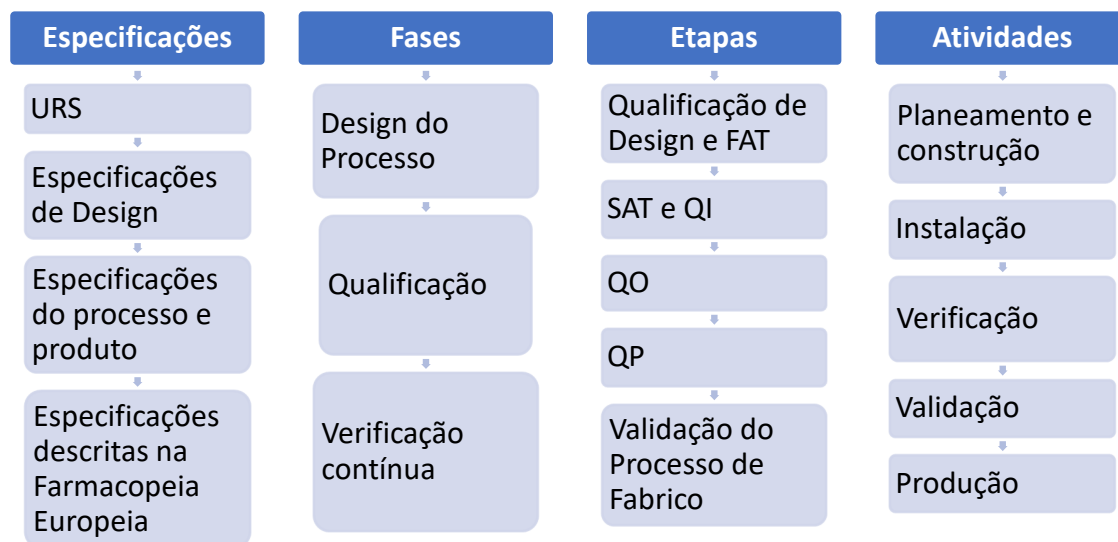 Especificações
URS
Especificações
de Design
Especificações
do processo e
produto
Especificações
descritas na
Farmacopeia
Europeia
Fases
Design do
Processo
Qualificação
Verificação
contínua
Etapas
Qualificação de
Design e FAT
SAT e QI
QO
QP
Validação do
Processo de
Fabrico
Atividades
Planeamento e
construção
Instalação
Verificação
Validação
Produção